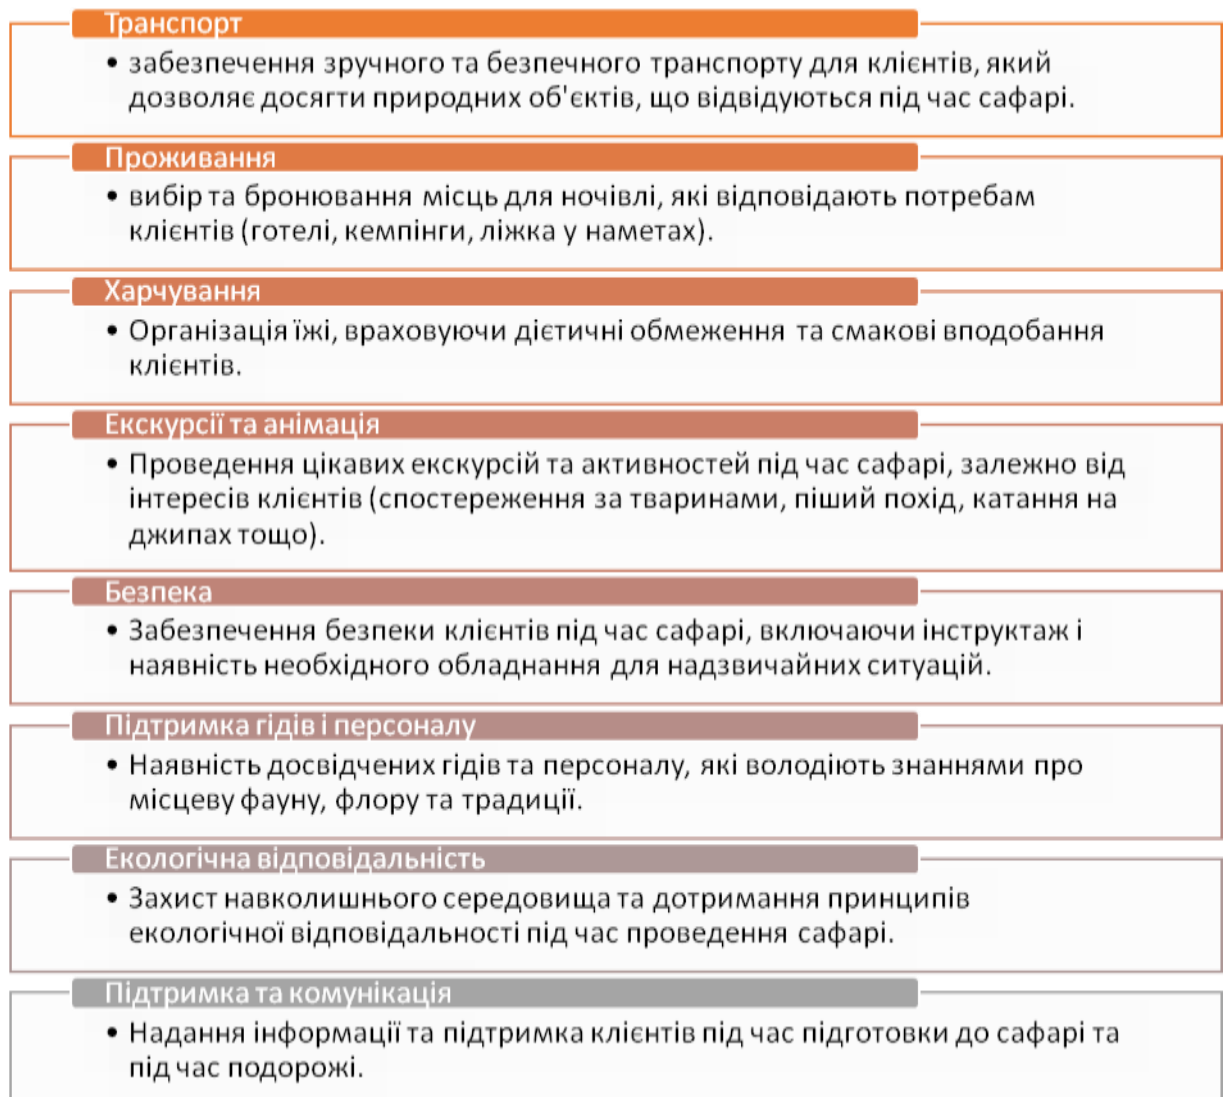 Транспорт
• забезпечення зручного та безпечного транспорту для клієнтів, який
дозволяє досягти природних об'єктів, що відвідуються під час сафарі.
Проживання
• вибір та бронювання місць для ночівлі, які відповідають потребам
клієнтів (готелі, кемпінги, ліжка у наметах).
Харчування
• Організація їжі, враховуючи дієтичні обмеження та смакові вподобання
клієнтів.
Екскурсії та анімація
• Проведення цікавих екскурсій та активностей під час сафарі, залежно від
інтересів клієнтів (спостереження за тваринами, піший похід, катання на
джипах тощо).
Безпека
• Забезпечення безпеки клієнтів під час сафарі, включаючи інструктаж і
наявність необхідного обладнання для надзвичайних ситуацій.
Підтримка гідів і персоналу
• Наявність досвідчених гідів та персоналу, які володіють знаннями про
місцеву фауну, флору та традиції.
Екологічна відповідальність
• Захист навколишнього середовища та дотримання принципів
екологічної відповідальності під час проведення сафарі.
Підтримка та комунікація
• Надання інформації та підтримка клієнтів під час підготовки до сафарі та
під час подорожі.